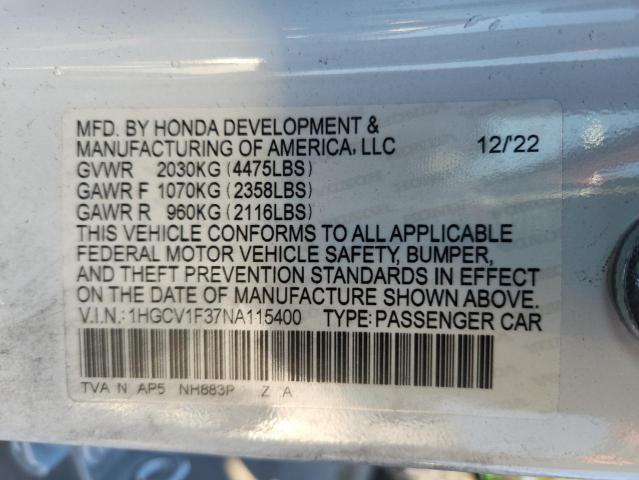 MFD. BY HONDA DEVELOPMENT &
MANUFACTURING OF AMERICA, LLC 12/'22
GVWR 2030KG (4475LBS)
GAWR F 1070KG (2358LBS)
GAWR R 960KG (2116LBS)
THIS VEHICLE CONFORMS TO ALL APPLICABLE
FEDERAL MOTOR VEHICLE SAFETY, BUMPER,
AND THEFT PREVENTION STANDARDS IN EFFECT
ON THE DATE OF MANUFACTURE SHOWN ABOVE.
V.I.N.: 1HGCV1F37NA115400 TYPE: PASSENGER CAR
TVA N AP5 NH883P Z A